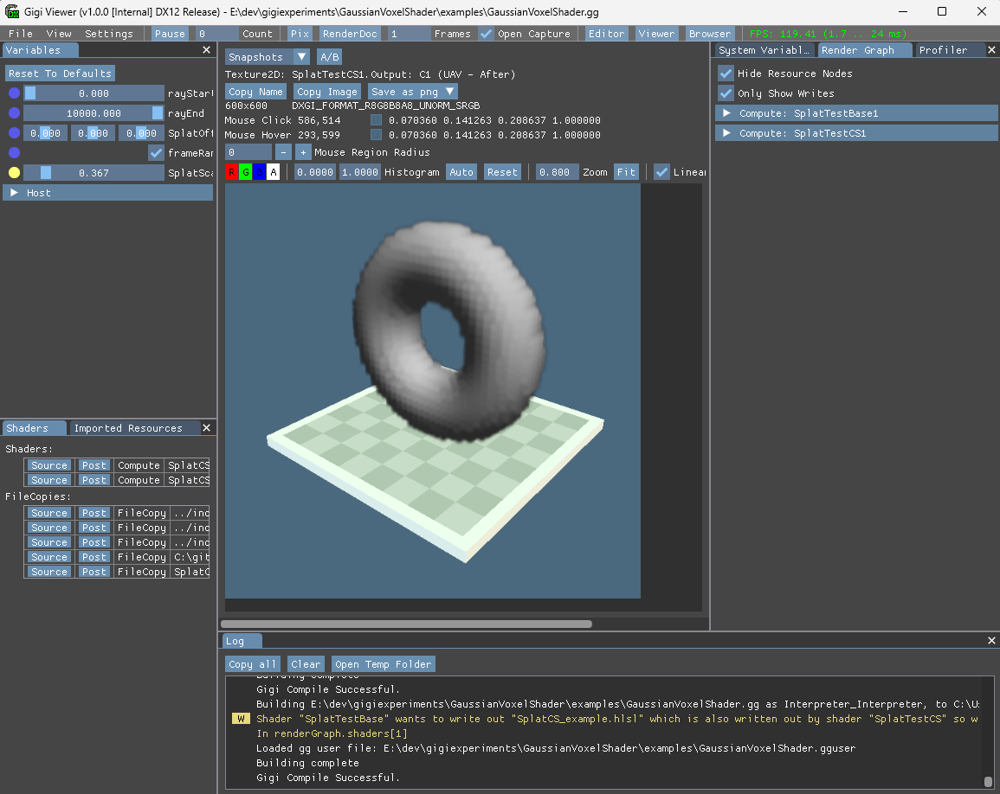 Gigi Viewer (v1.0.0 [Internal] DX12 Release) - E:\dev\gigiexperiments\GaussianVoxelShader\examples\GaussianVoxelShader.gg
File View Settings Pause 0 Count Pix RenderDoc 1 Frames Open Capture Editor Viewer Browser FPS: 119.41 (1.7 .. 24 ms)
Variables
Reset To Defaults
0.000 rayStar
10000.000 rayEnd
0.000 0.000 0.000 SplatOf
frameRa
0.367 SplatSc
Host
Shaders Imported Resources
Shaders:
Source Post Compute SplatCS
Source Post Compute SplatCS
FileCopies:
Source Post FileCopy ../inc
Source Post FileCopy ../inc
Source Post FileCopy ../inc
Source Post FileCopy C:\git
Source Post FileCopy SplatC
Snapshots A/B
Texture2D: SplatTestCS1.Output: C1 (UAV - After)
Copy Name Copy Image Save as png
600x600 DXGI_FORMAT_R8G8B8A8_UNORM_SRGB
Mouse Click 586,514 0.070360 0.141263 0.208637 1.000000
Mouse Hover 293,599 0.070360 0.141263 0.208637 1.000000
0 - + Mouse Region Radius
R G B A 0.0000 1.0000 Histogram Auto Reset 0.800 Zoom Fit Linea
System Variabl... Render Graph Profiler
Hide Resource Nodes
Only Show Writes
Compute: SplatTestBase1
Compute: SplatTestCS1
Log
Copy all Clear Open Temp Folder
Building complete
Gigi Compile Successful.
Building E:\dev\gigiexperiments\GaussianVoxelShader\examples\GaussianVoxelShader.gg as Interpreter_Interpreter, to C:\U
W Shader "SplatTestBase" wants to write out "SplatCS_example.hlsl" which is also written out by shader "SplatTestCS" so w
In renderGraph.shaders[1]
Loaded gg user file: E:\dev\gigiexperiments\GaussianVoxelShader\examples\GaussianVoxelShader.gguser
Building complete
Gigi Compile Successful.